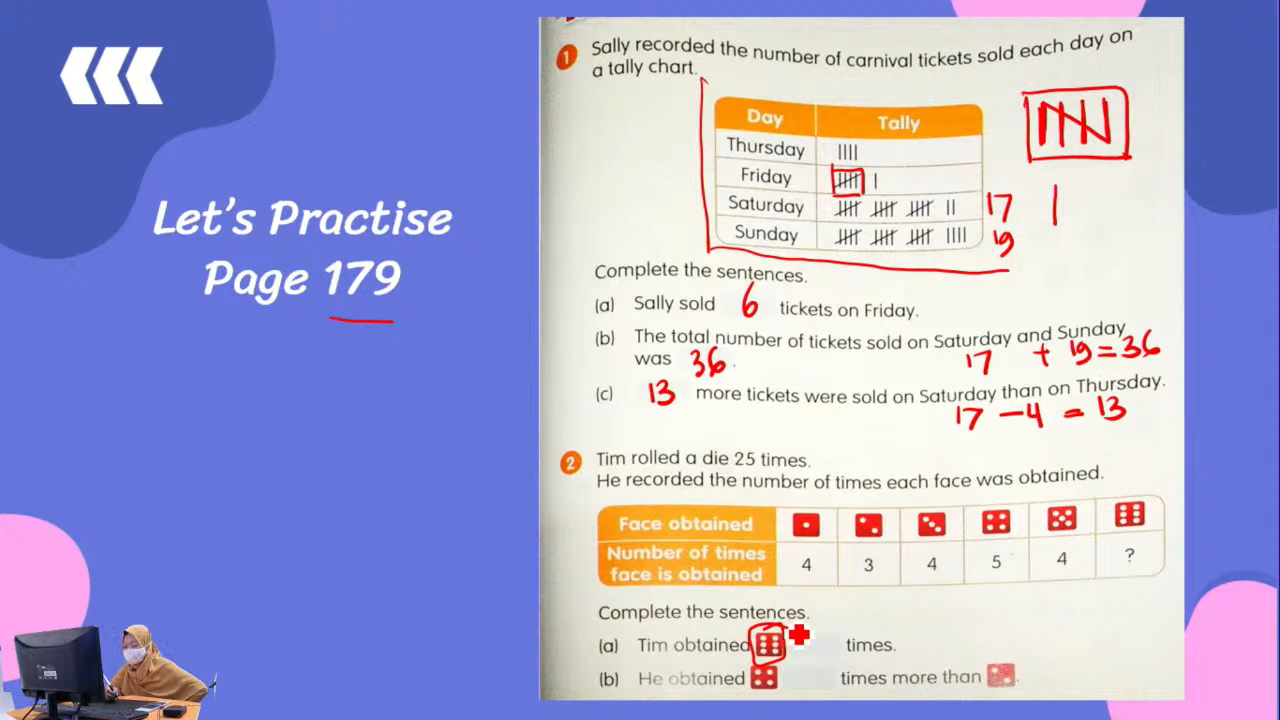 Let's Practise
Page 179
1 Sally recorded the number of carnival tickets sold each day on
a tally chart.
Day Tally
Thursday
Friday
Saturday 17
Sunday 19
Complete the sentences.
(a) Sally sold 6 tickets on Friday.
(b) The total number of tickets sold on Saturday and Sunday
was 36.
17 + 19 = 36
(c) 13 more tickets were sold on Saturday than on Thursday.
17 - 4 = 13
2 Tim rolled a die 25 times.
He recorded the number of times each face was obtained.
Face obtained
Number of times
face is obtained
4 3 4 5 4 ?
Complete the sentences.
(a) Tim obtained times.
(b) He obtained times more than .